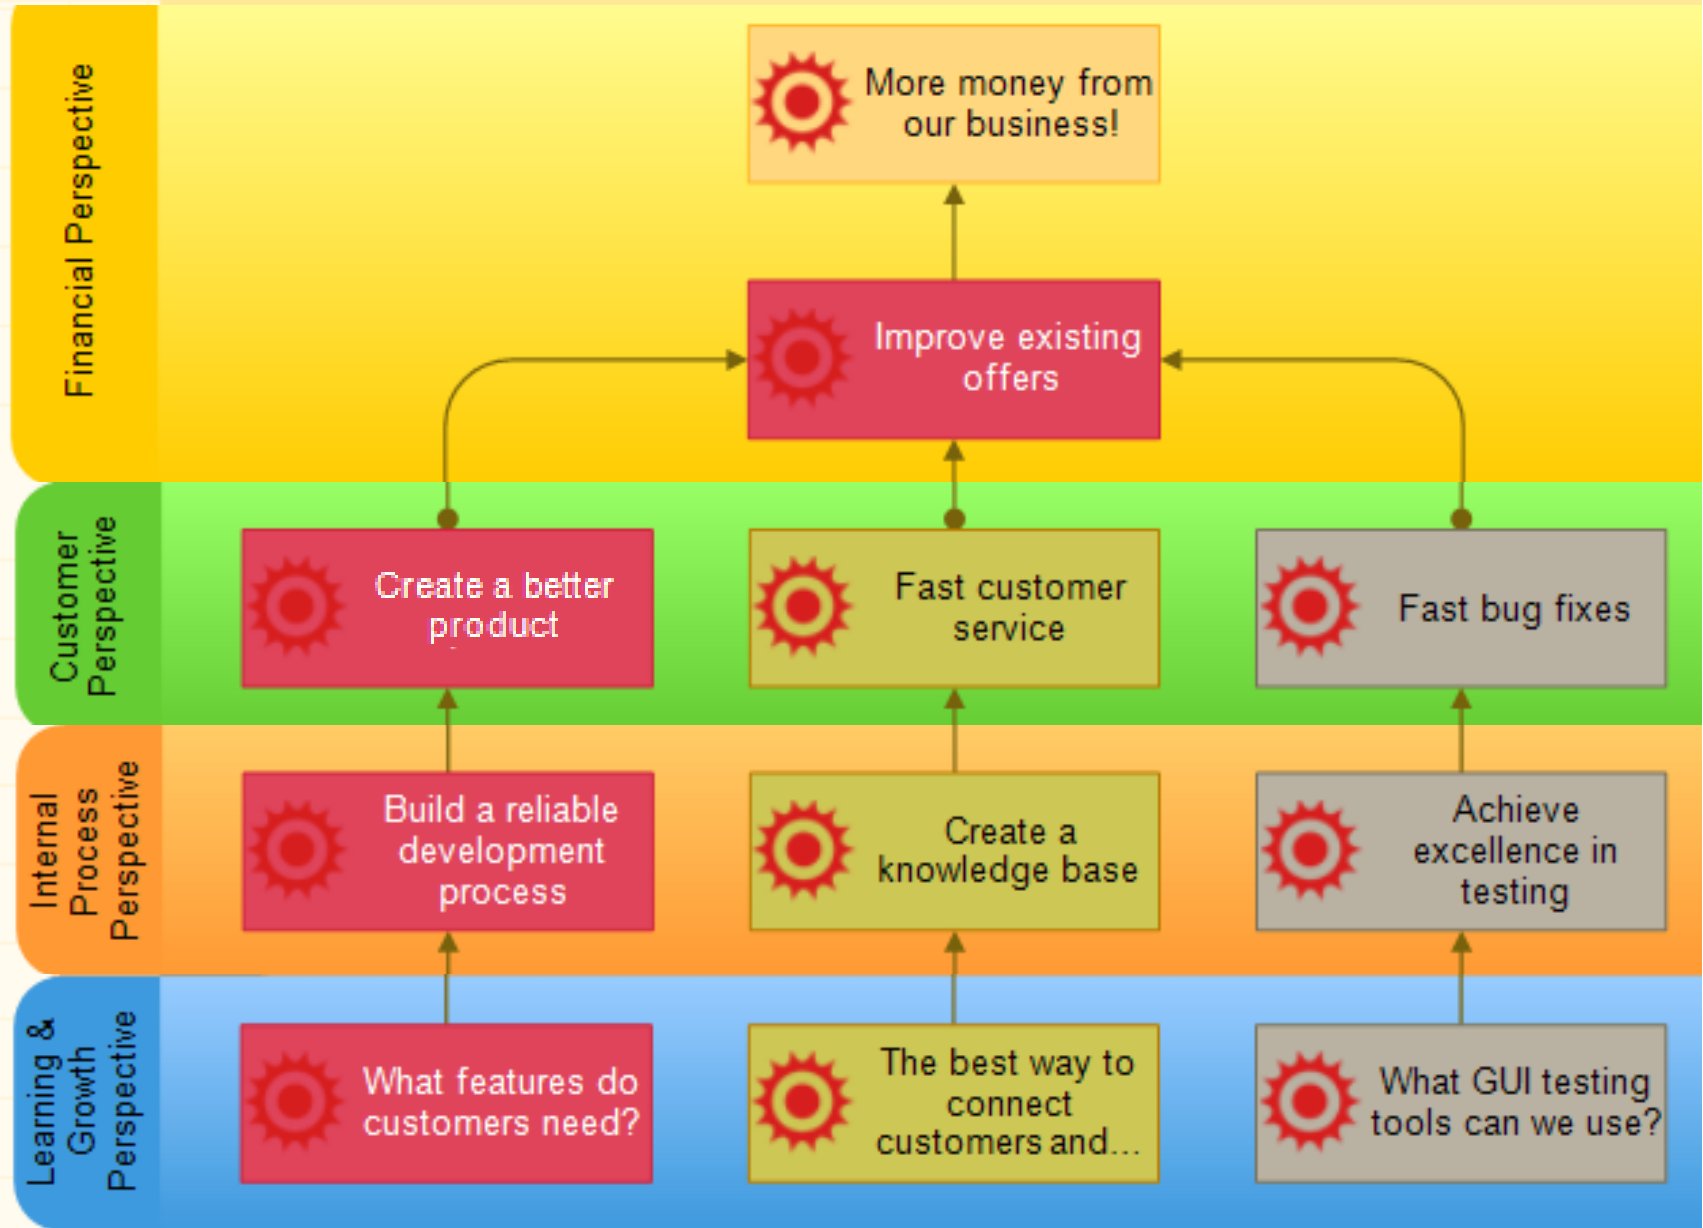 Financial Perspective
More money from
our business!
Improve existing
offers
Customer
Perspective
Create a better
product
Fast customer
service
Fast bug fixes
Internal
Process
Perspective
Build a reliable
development
process
Create a
knowledge base
Achieve
excellence in
testing
Learning &
Growth
Perspective
What features do
customers need?
The best way to
connect
customers and...
What GUI testing
tools can we use?